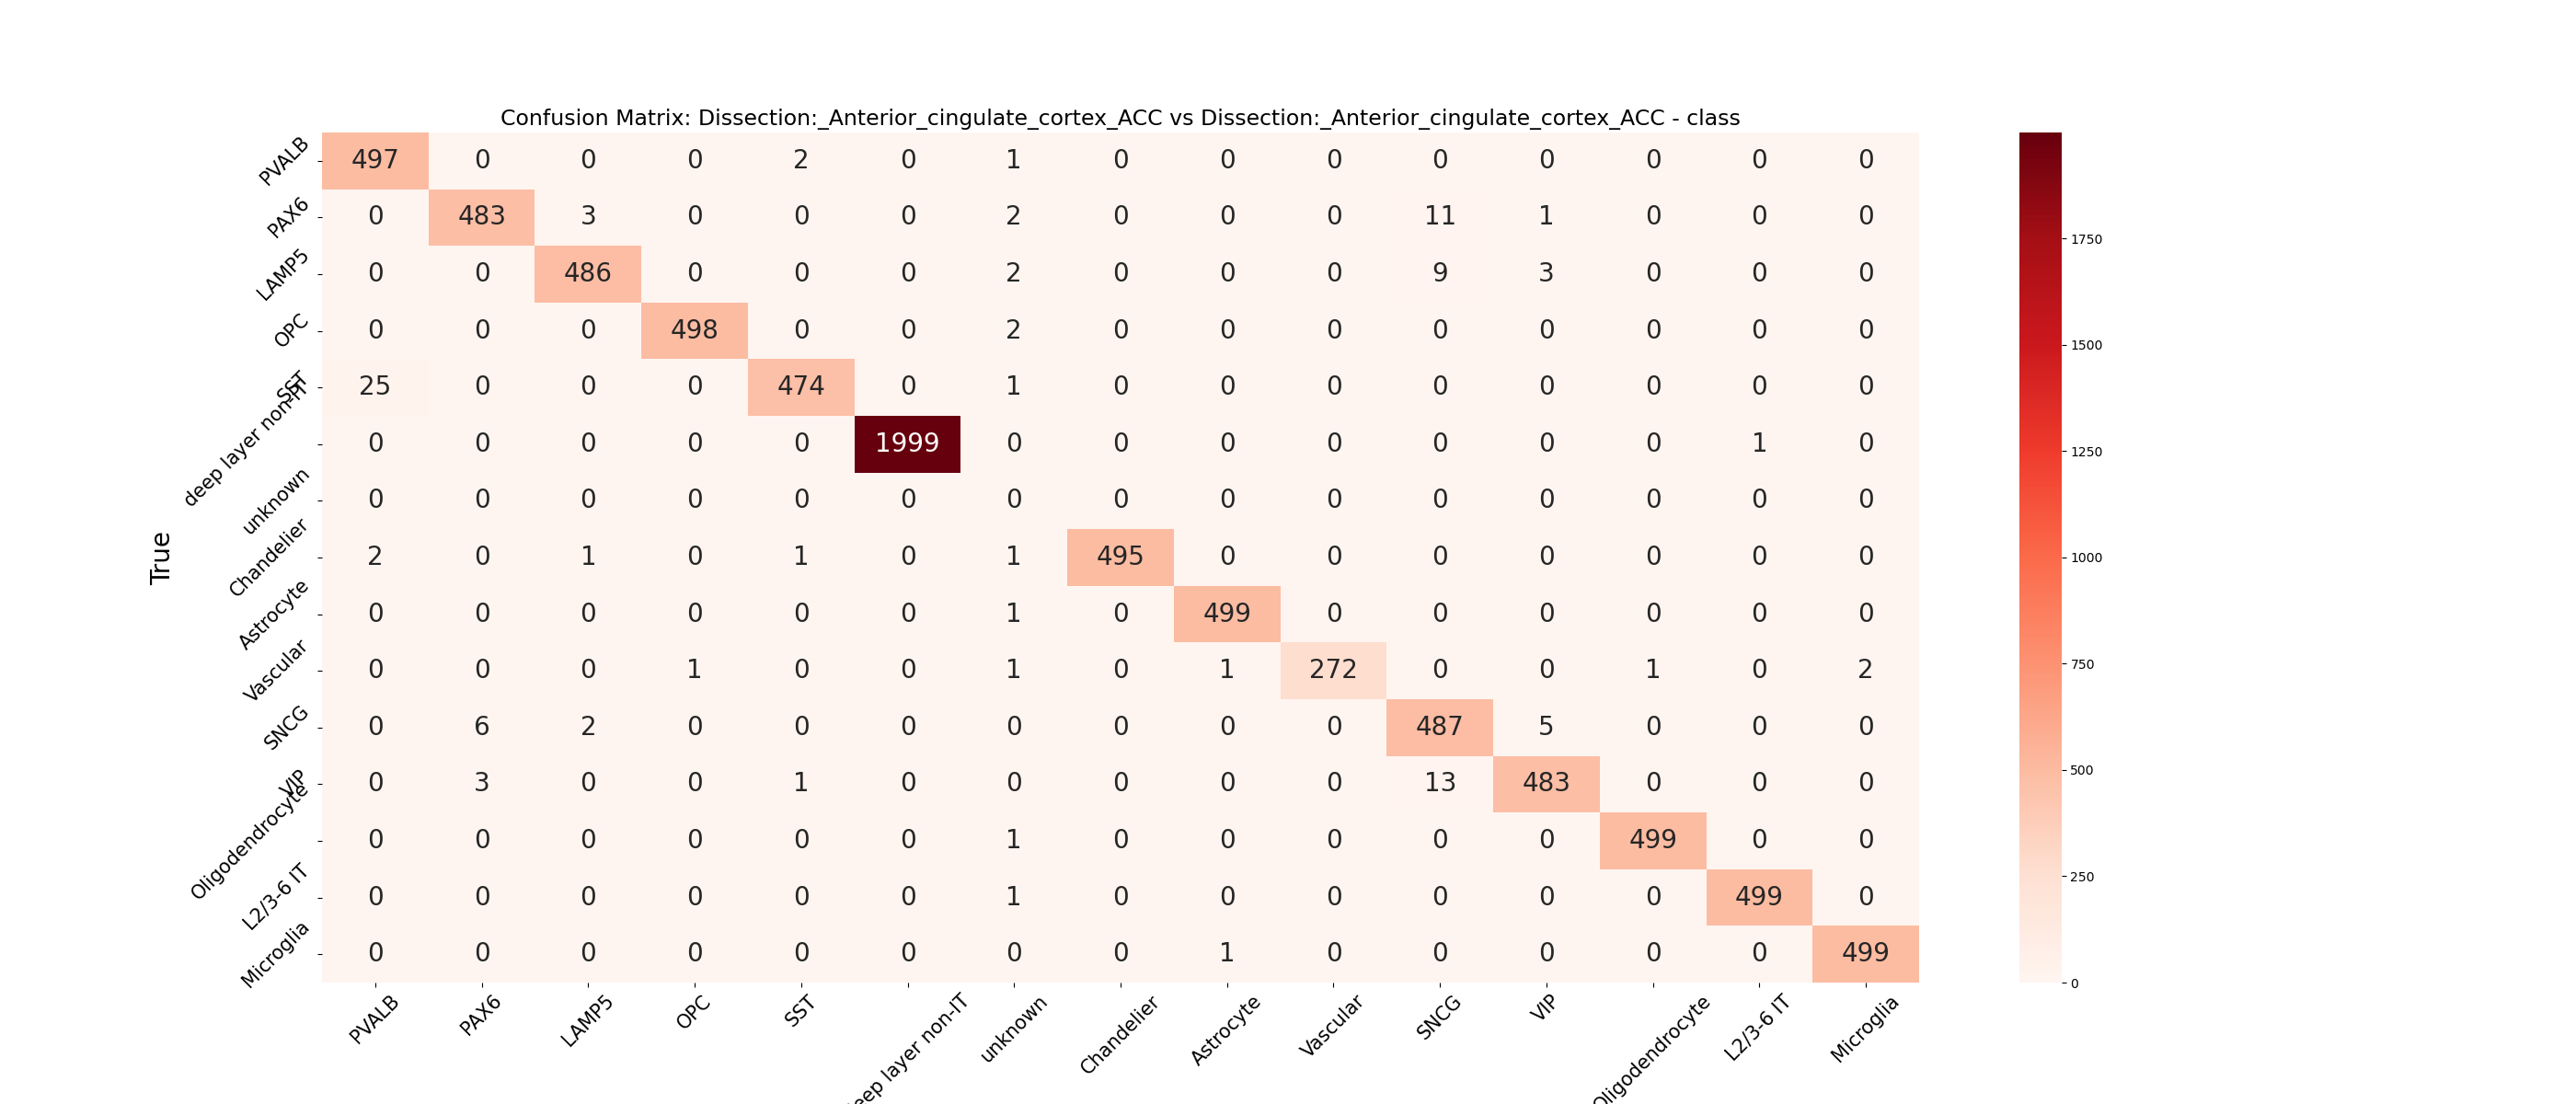 Confusion Matrix: Dissection:_Anterior_cingulate_cortex_ACC vs Dissection:_Anterior_cingulate_cortex_ACC - class
True
PVALB 497 0 0 0 2 0 1 0 0 0 0 0 0 0 0
PAX6 0 483 3 0 0 0 2 0 0 0 11 1 0 0 0
LAMP5 0 0 486 0 0 0 2 0 0 0 9 3 0 0 0
OPC 0 0 0 498 0 0 2 0 0 0 0 0 0 0 0
SST 25 0 0 0 474 0 1 0 0 0 0 0 0 0 0
deep layer non-IT 0 0 0 0 0 1999 0 0 0 0 0 0 0 1 0
unknown 0 0 0 0 0 0 0 0 0 0 0 0 0 0 0
Chandelier 2 0 1 0 1 0 1 495 0 0 0 0 0 0 0
Astrocyte 0 0 0 0 0 0 1 0 499 0 0 0 0 0 0
Vascular 0 0 0 1 0 0 1 0 1 272 0 0 1 0 2
SNCG 0 6 2 0 0 0 0 0 0 0 487 5 0 0 0
VIP 0 3 0 0 1 0 0 0 0 0 13 483 0 0 0
Oligodendrocyte 0 0 0 0 0 0 1 0 0 0 0 0 499 0 0
L2/3-6 IT 0 0 0 0 0 0 1 0 0 0 0 0 0 499 0
Microglia 0 0 0 0 0 0 0 0 1 0 0 0 0 0 499
PVALB PAX6 LAMP5 OPC SST deep layer non-IT unknown Chandelier Astrocyte Vascular SNCG VIP Oligodendrocyte L2/3-6 IT Microglia
1750
1500
1250
1000
750
500
250
0